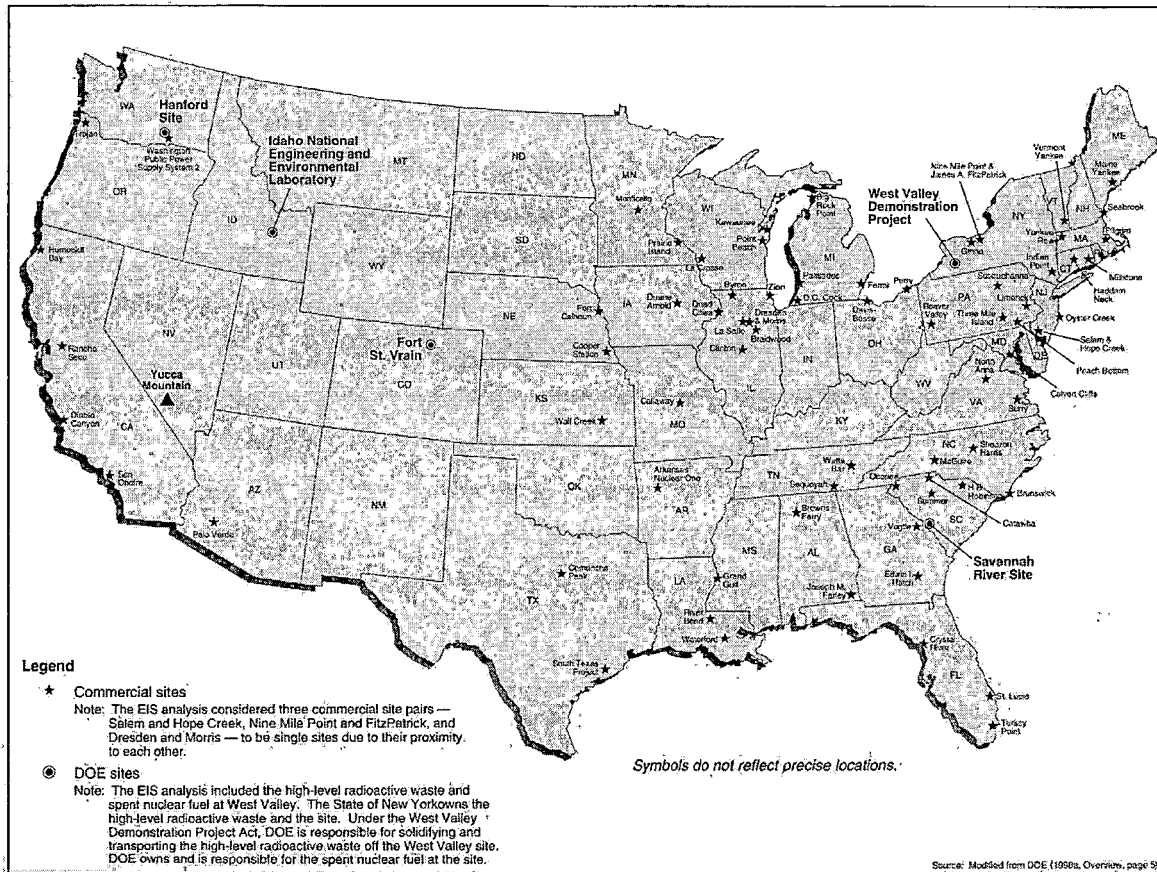 WA
Hanford
Site
Trojan
Washington
Public Power
Supply System 2
Idaho National
Engineering and
Environmental
Laboratory
MT
ND
MN
Monticello
OR
ID
SD
Prairie
Island
WI
Kewaunee
Point
Beach
La Crosse
Big
Rock
Point
MI
Palisades
Fermi
Perry
West Valley
Demonstration
Project
Nine Mile Point &
James A. FitzPatrick
Vermont
Yankee
ME
Maine
Yankee
VT
NH
Seabrook
NY
Ginna
Yankee
Rowe
MA
Pilgrim
Indian
Point
CT
RI
Millstone
Haddam
Neck
Humboldt
Bay
WY
NV
Rancho
Seco
Yucca
Mountain
UT
Fort
St. Vrain
CO
NE
Fort
Calhoun
Cooper
Station
IA
Duane
Arnold
Quad
Cities
Byron
Zion
Dresden
& Morris
La Salle
Braidwood
Clinton
D.C. Cook
Davis-
Besse
IN
OH
IL
Beaver
Valley
PA
Susquehanna
Limerick
Three Mile
Island
NJ
Oyster Creek
Salem &
Hope Creek
Peach Bottom
MD
DE
Calvert Cliffs
North
Anna
WV
VA
Surry
Diablo
Canyon
CA
San
Onofre
AZ
Palo Verde
NM
KS
Wolf Creek
Callaway
MO
KY
OK
Arkansas
Nuclear One
AR
TN
Watts
Bar
Sequoyah
NC
McGuire
Shearon
Harris
Oconee
Summer
H.B.
Robinson
Brunswick
Catawba
SC
Browns
Ferry
MS
AL
GA
Vogtle
Savannah
River Site
Edwin I.
Hatch
Joseph M.
Farley
TX
Comanche
Peak
LA
Grand
Gulf
River
Bend
Waterford
South Texas
Project
Crystal
River
FL
St. Lucie
Turkey
Point
Legend
Commercial sites
Note: The EIS analysis considered three commercial site pairs —
Salem and Hope Creek, Nine Mile Point and FitzPatrick, and
Dresden and Morris — to be single sites due to their proximity
to each other.
DOE sites
Note: The EIS analysis included the high-level radioactive waste and
spent nuclear fuel at West Valley. The State of New Yorkowns the
high-level radioactive waste and the site. Under the West Valley
Demonstration Project Act, DOE is responsible for solidifying and
transporting the high-level radioactive waste off the West Valley site.
DOE owns and is responsible for the spent nuclear fuel at the site.
Symbols do not reflect precise locations.
Source: Modified from DOE (1998a, Overview, page 5)